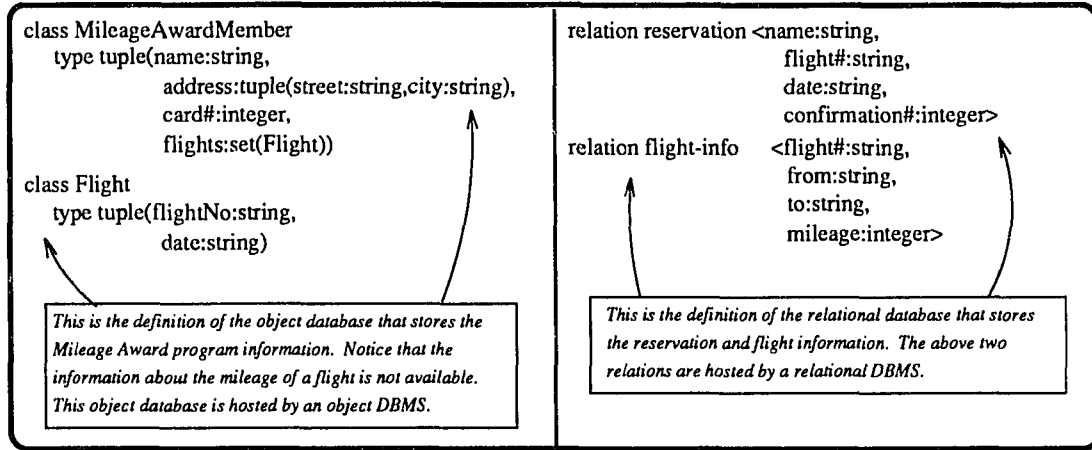 class MileageAwardMember
type tuple(name:string,
address:tuple(street:string,city:string),
card#:integer,
flights:set(Flight))
class Flight
type tuple(flightNo:string,
date:string)
This is the definition of the object database that stores the
Mileage Award program information. Notice that the
information about the mileage of a flight is not available.
This object database is hosted by an object DBMS.
relation reservation <name:string,
flight#:string,
date:string,
confirmation#:integer>
relation flight-info <flight#:string,
from:string,
to:string,
mileage:integer>
This is the definition of the relational database that stores
the reservation and flight information. The above two
relations are hosted by a relational DBMS.